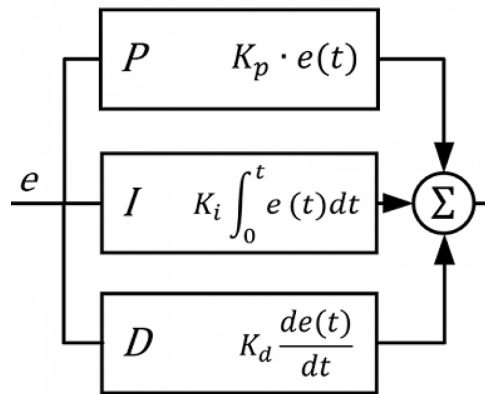 P K_p · e(t)
e
I K_i ∫_0^t e (t)dt
Σ
D K_d de(t)/dt